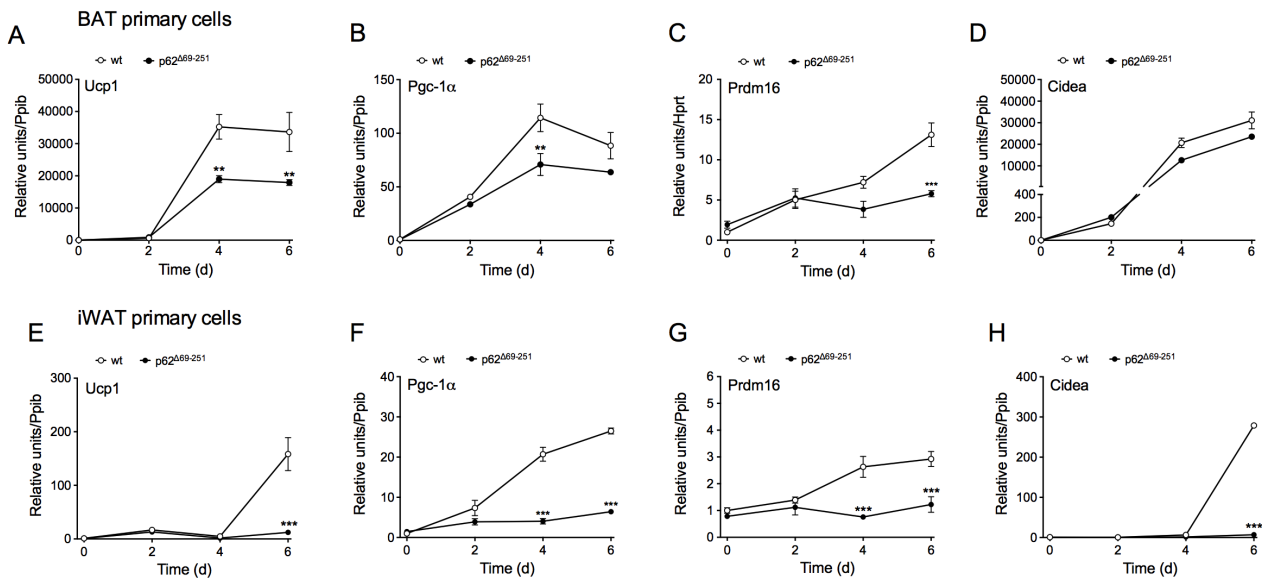 BAT primary cells
A
wt p62Δ69-251
Ucp1
Relative units/Ppib
50000
40000
30000
20000
10000
0
** **
0 2 4 6
Time (d)
B
wt p62Δ69-251
Pgc-1α
Relative units/Ppib
150
100
50
0
**
0 2 4 6
Time (d)
C
wt p62Δ69-251
Prdm16
Relative units/Hprt
20
15
10
5
0
***
0 2 4 6
Time (d)
D
wt p62Δ69-251
Cidea
Relative units/Ppib
50000
40000
30000
20000
10000
400
200
0
0 2 4 6
Time (d)
iWAT primary cells
E
wt p62Δ69-251
Ucp1
Relative units/Ppib
300
200
100
0
***
0 2 4 6
Time (d)
F
wt p62Δ69-251
Pgc-1α
Relative units/Ppib
40
30
20
10
0
*** ***
0 2 4 6
Time (d)
G
wt p62Δ69-251
Prdm16
Relative units/Ppib
6
5
4
3
2
1
0
*** ***
0 2 4 6
Time (d)
H
wt p62Δ69-251
Cidea
Relative units/Ppib
400
300
200
100
0
***
0 2 4 6
Time (d)